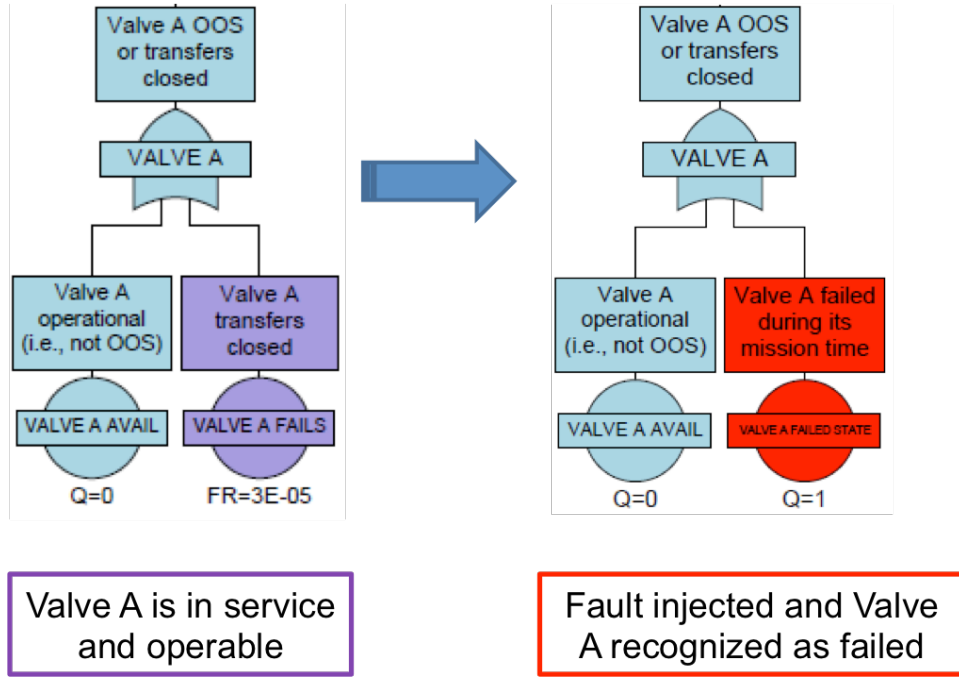 Valve A OOS
or transfers
closed
VALVE A
Valve A
operational
(i.e., not OOS)
Valve A
transfers
closed
VALVE A AVAIL
VALVE A FAILS
Q=0
FR=3E-05
Valve A is in service
and operable
Valve A OOS
or transfers
closed
VALVE A
Valve A
operational
(i.e., not OOS)
Valve A failed
during its
mission time
VALVE A AVAIL
VALVE A FAILED STATE
Q=0
Q=1
Fault injected and Valve
A recognized as failed